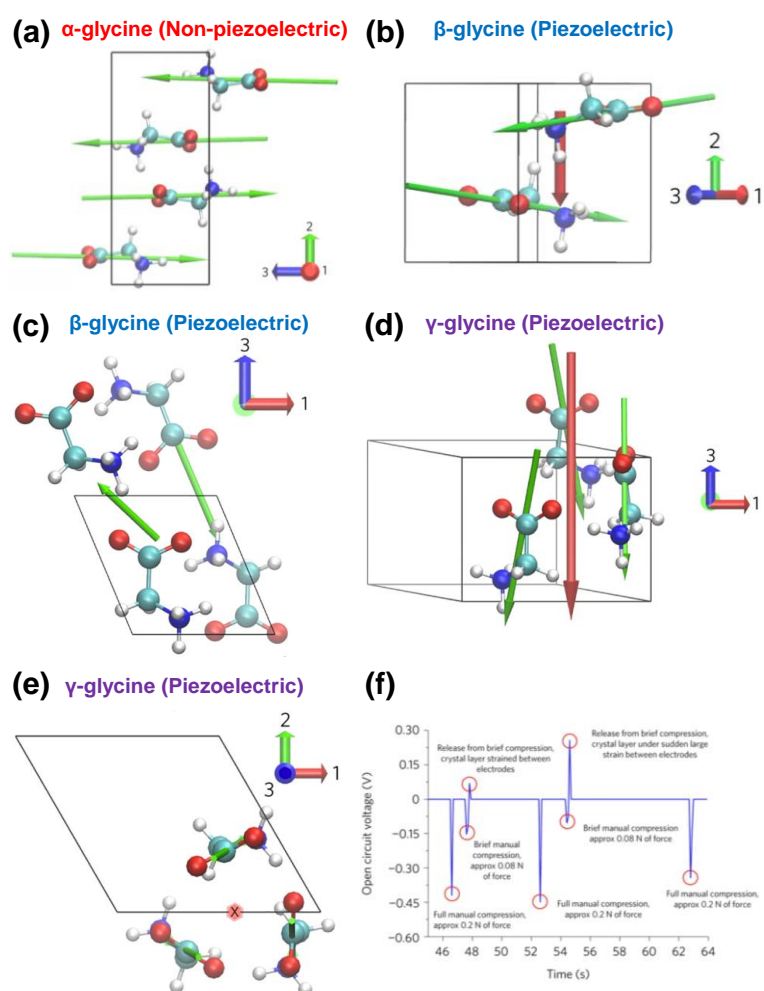 (a) α-glycine (Non-piezoelectric)
2
3
1
(b) β-glycine (Piezoelectric)
2
3
1
(c) β-glycine (Piezoelectric)
3
1
(d) γ-glycine (Piezoelectric)
3
1
(e) γ-glycine (Piezoelectric)
2
3
1
X
(f)
Open circuit voltage (V)
0.30
0.15
0
−0.15
−0.30
−0.45
−0.60
Release from brief compression,
crystal layer strained between
electrodes
Release from brief compression,
crystal layer under sudden large
strain between electrodes
Brief manual
compression,
approx 0.08 N
of force
Brief manual compression
approx 0.08 N of force
Full manual compression,
approx 0.2 N of force
Full manual compression,
approx 0.2 N of force
Full manual
compression, approx
0.2 N of force
46 48 50 52 54 56 58 60 62 64
Time (s)